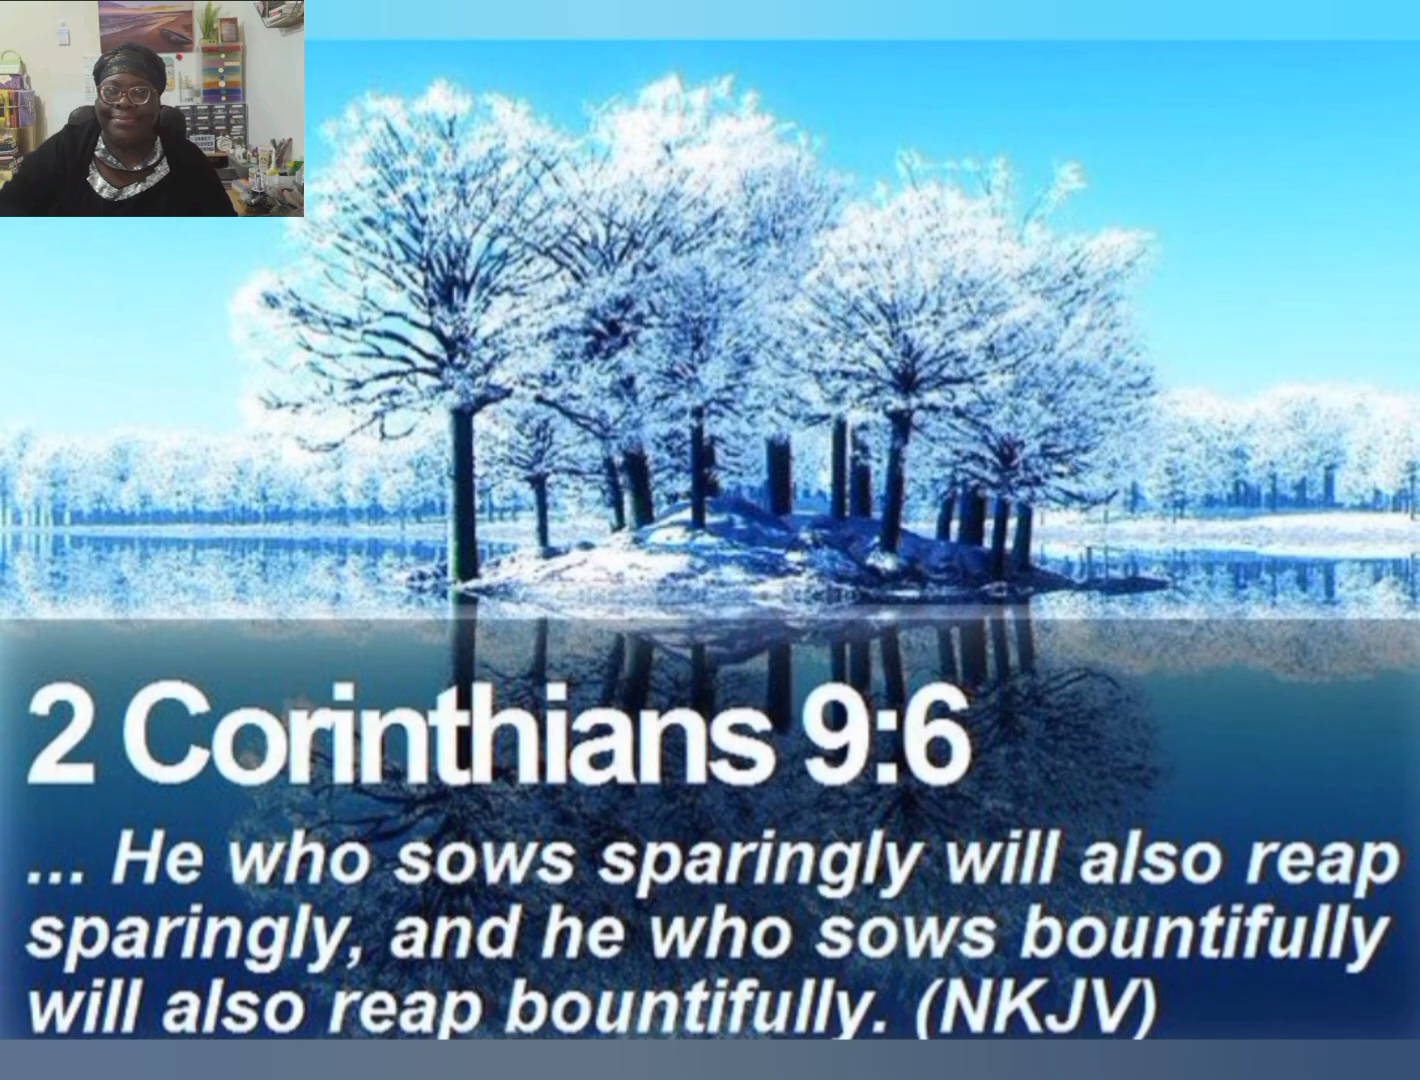 2 Corinthians 9:6
... He who sows sparingly will also reap
sparingly, and he who sows bountifully
will also reap bountifully. (NKJV)